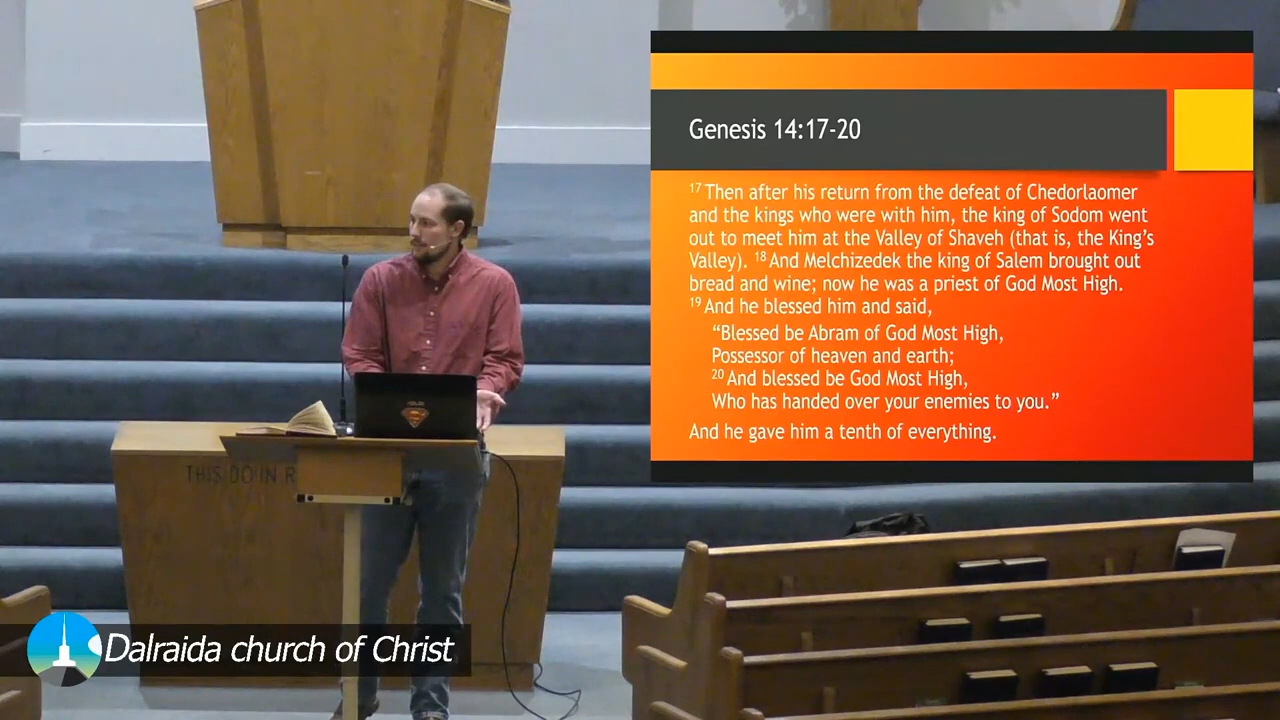 Genesis 14:17-20
17 Then after his return from the defeat of Chedorlaomer
and the kings who were with him, the king of Sodom went
out to meet him at the Valley of Shaveh (that is, the King’s
Valley). 18 And Melchizedek the king of Salem brought out
bread and wine; now he was a priest of God Most High.
19 And he blessed him and said,
“Blessed be Abram of God Most High,
Possessor of heaven and earth;
20 And blessed be God Most High,
Who has handed over your enemies to you.”
And he gave him a tenth of everything.
THIS DO IN R
Dalraida church of Christ